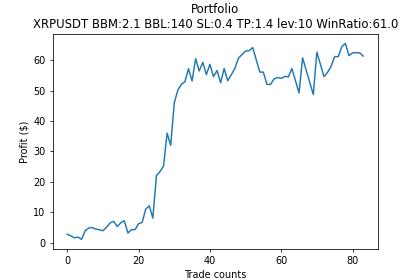 Portfolio
XRPUSDT BBM:2.1 BBL:140 SL:0.4 TP:1.4 lev:10 WinRatio:61.0
60
50
40
30
20
10
0
Profit ($)
0 20 40 60 80
Trade counts